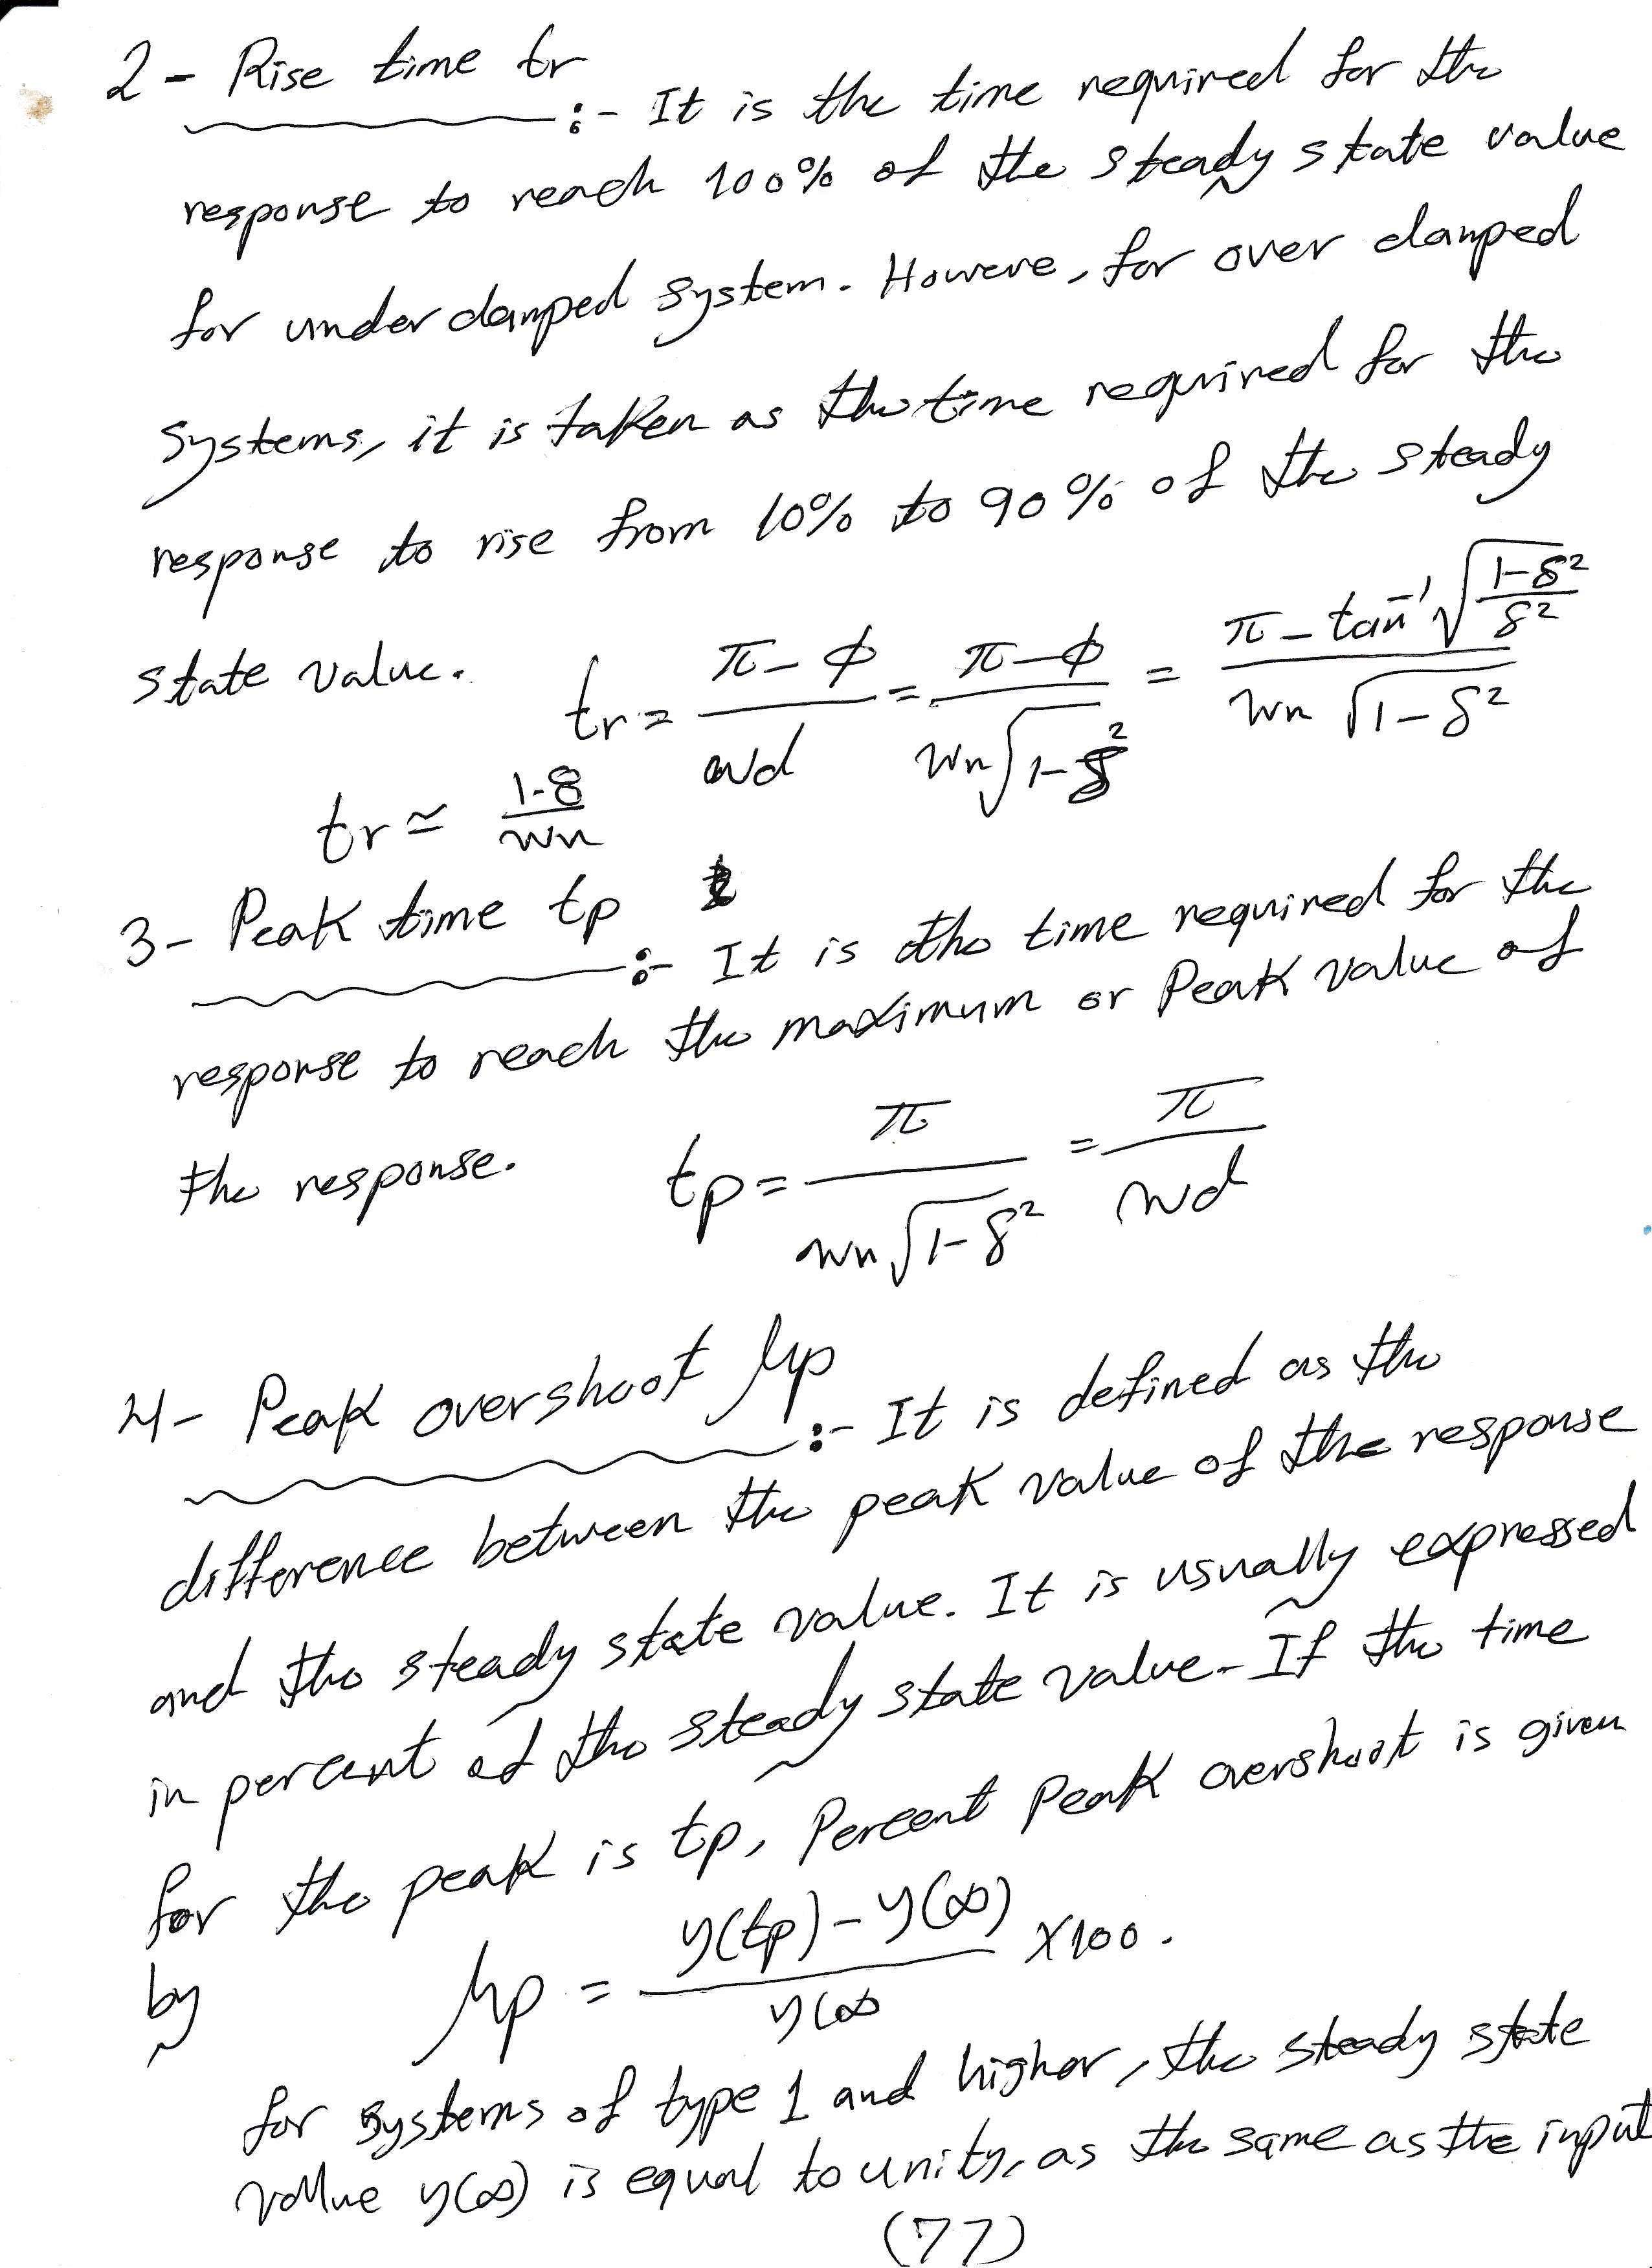 2 - Rise time tr
:- It is the time required for the
response to reach 100% of the steady state value
for under damped system. Howeve, for over damped
systems, it is taken as the time required for the
response to rise from 10% to 90% of the steady
state value. tr = (π - φ)/wd = (π - φ)/(wn √(1 - δ²)) = (π - tan⁻¹ √((1-δ²)/δ²))/(wn √(1 - δ²))
tr ≃ 1.8/wn
3- Peak time tp
:- It is the time required for the
response to reach the maximum or Peak value of
the response. tp = π/(wn √(1-δ²)) = π/wd
4- Peak overshoot Mp
:- It is defined as the
difference between the peak value of the response
and the steady state value. It is usually expressed
in percent of the steady state value. If the time
for the peak is tp, Percent Peak overshoot is given
by Mp = (y(tp) - y(∞))/y(∞ × 100.
for systems of type 1 and higher, the steady state
value y(∞) is equal to unity, as the same as the input
(77)